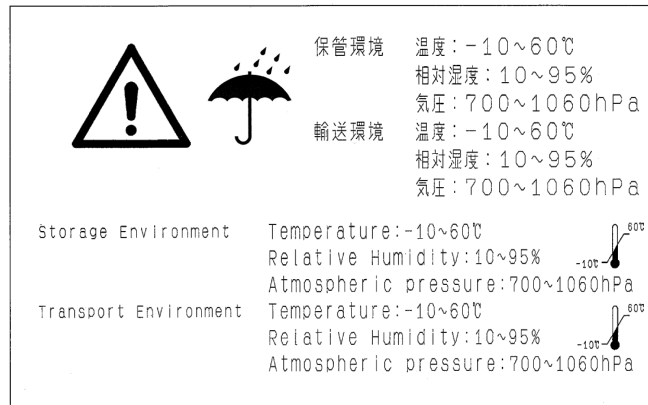 保管環境 温度:-10~60℃
相対湿度:10~95%
気圧:700~1060hPa
輸送環境 温度:-10~60℃
相対湿度:10~95%
気圧:700~1060hPa
Storage Environment Temperature:-10~60℃
Relative Humidity:10~95%
-10℃ 60℃
Atmospheric pressure:700~1060hPa
Transport Environment Temperature:-10~60℃
Relative Humidity:10~95%
-10℃ 60℃
Atmospheric pressure:700~1060hPa